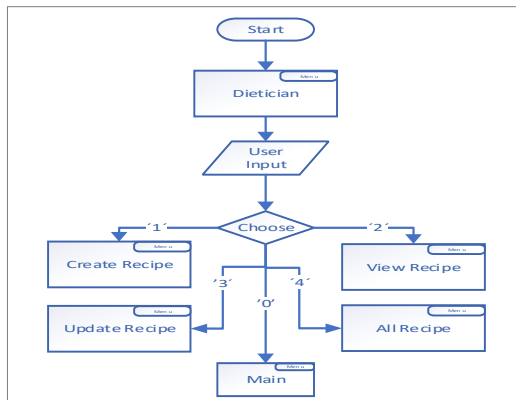 Start
Menu
Dietician
User
Input
Choose
´1´
´2´
Menu
Create Recipe
Menu
View Recipe
’3’
´4´
’0’
Menu
Update Recipe
Menu
All Recipe
Menu
Main